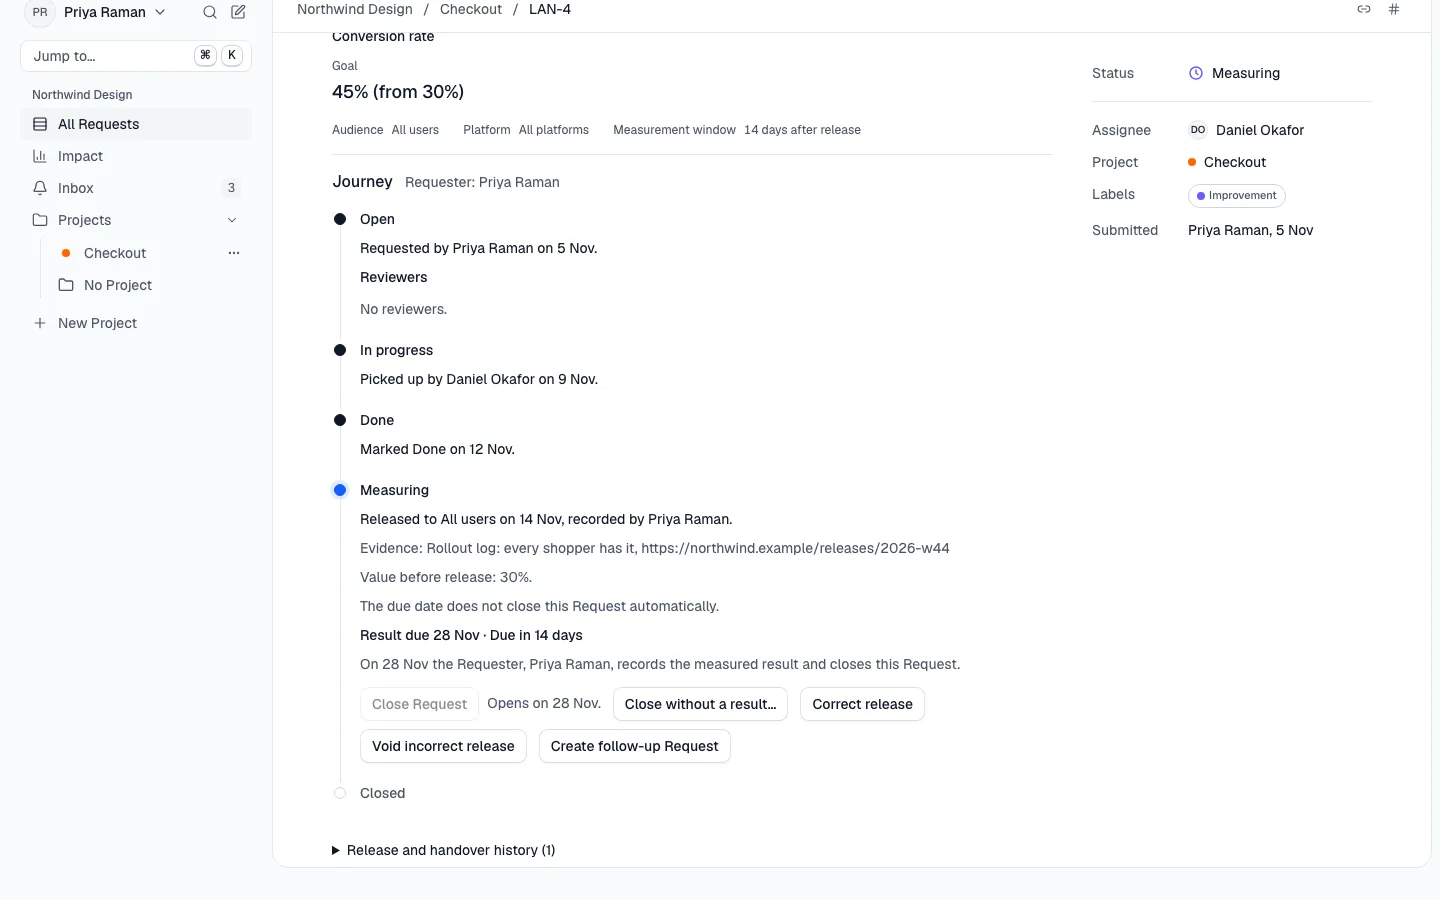 PR Priya Raman
Jump to... ⌘ K
Northwind Design
All Requests
Impact
Inbox 3
Projects
Checkout ...
No Project
+ New Project
Northwind Design / Checkout / LAN-4 #
Conversion rate
Goal
45% (from 30%)
Audience All users Platform All platforms Measurement window 14 days after release
Journey Requester: Priya Raman
Open
Requested by Priya Raman on 5 Nov.
Reviewers
No reviewers.
In progress
Picked up by Daniel Okafor on 9 Nov.
Done
Marked Done on 12 Nov.
Measuring
Released to All users on 14 Nov, recorded by Priya Raman.
Evidence: Rollout log: every shopper has it, https://northwind.example/releases/2026-w44
Value before release: 30%.
The due date does not close this Request automatically.
Result due 28 Nov · Due in 14 days
On 28 Nov the Requester, Priya Raman, records the measured result and closes this Request.
Close Request Opens on 28 Nov. Close without a result... Correct release
Void incorrect release Create follow-up Request
Closed
▶ Release and handover history (1)
Status Measuring
Assignee DO Daniel Okafor
Project Checkout
Labels Improvement
Submitted Priya Raman, 5 Nov